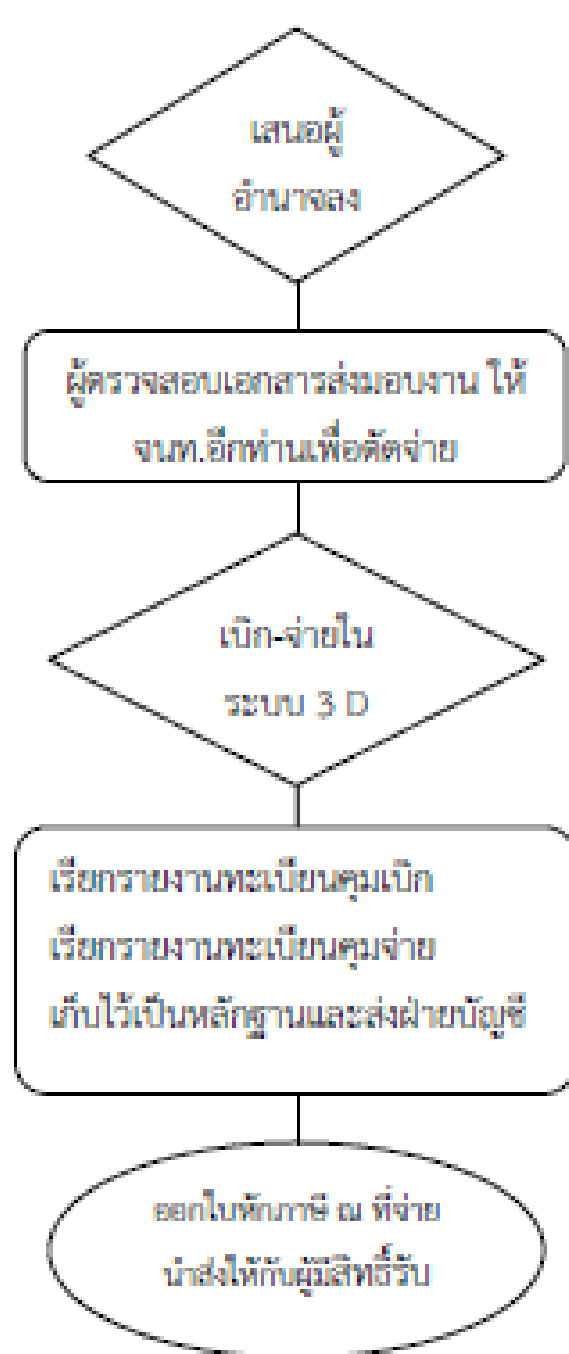 เสนอผู้
อำนาจลง
ผู้ตรวจสอบเอกสารส่งมอบงาน ให้
จนท.อีกท่านเพื่อตัดจ่าย
เบิก-จ่ายใน
ระบบ 3 D
เรียกรายงานทะเบียนคุมเบิก
เรียกรายงานทะเบียนคุมจ่าย
เก็บไว้เป็นหลักฐานและส่งฝ่ายบัญชี
ออกใบหักภาษี ณ ที่จ่าย
นำส่งให้กับผู้มีสิทธิ์รับ